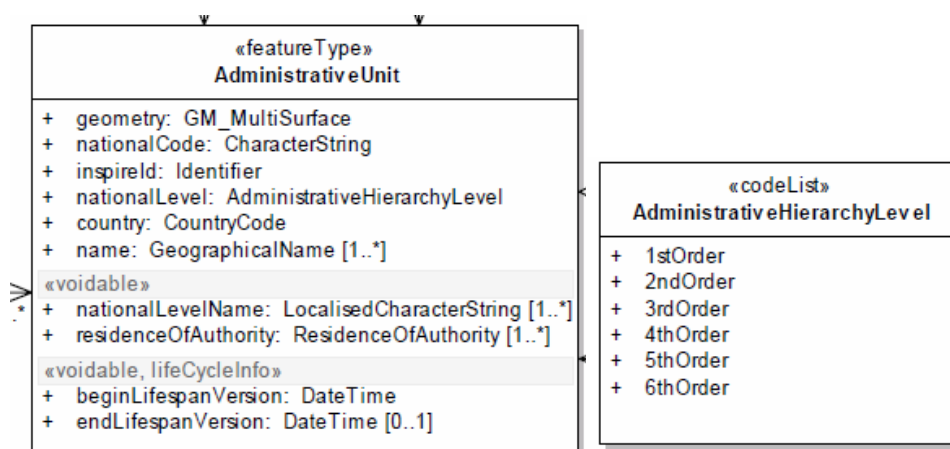 «featureType»
AdministrativeUnit
+ geometry: GM_MultiSurface
+ nationalCode: CharacterString
+ inspireId: Identifier
+ nationalLevel: AdministrativeHierarchyLevel
+ country: CountryCode
+ name: GeographicalName [1..*]
«voidable»
+ nationalLevelName: LocalisedCharacterString [1..*]
+ residenceOfAuthority: ResidenceOfAuthority [1..*]
«voidable, lifeCycleInfo»
+ beginLifespanVersion: DateTime
+ endLifespanVersion: DateTime [0..1]
.*
«codeList»
AdministrativeHierarchyLevel
+ 1stOrder
+ 2ndOrder
+ 3rdOrder
+ 4thOrder
+ 5thOrder
+ 6thOrder